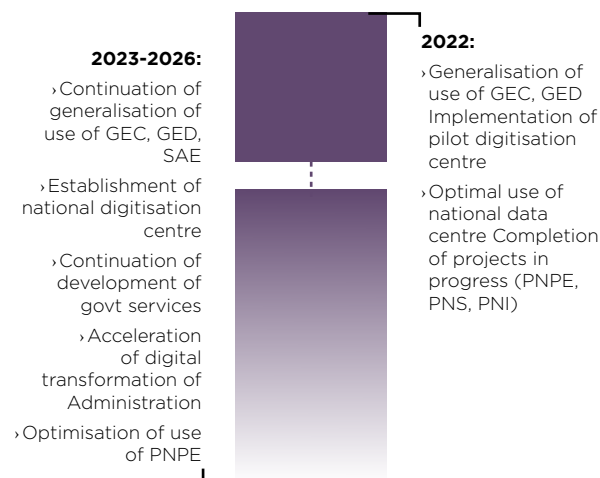 2023-2026:
› Continuation of
generalisation of
use of GEC, GED,
SAE
› Establishment of
national digitisation
centre
› Continuation of
development of
govt services
› Acceleration
of digital
transformation of
Administration
› Optimisation of use
of PNPE
2022:
› Generalisation of
use of GEC, GED
Implementation of
pilot digitisation
centre
› Optimal use of
national data
centre Completion
of projects in
progress (PNPE,
PNS, PNI)